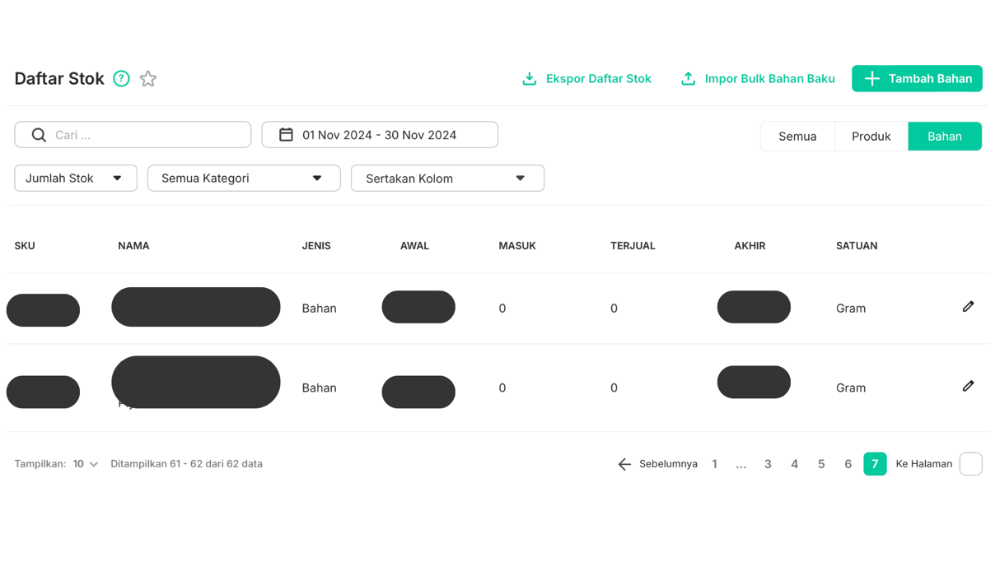 Daftar Stok ?
Ekspor Daftar Stok
Impor Bulk Bahan Baku
Tambah Bahan
Cari ...
01 Nov 2024 - 30 Nov 2024
Semua
Produk
Bahan
Jumlah Stok
Semua Kategori
Sertakan Kolom
SKU NAMA JENIS AWAL MASUK TERJUAL AKHIR SATUAN
Bahan 0 0 Gram
Bahan 0 0 Gram
Tampilkan: 10 Ditampilkan 61 - 62 dari 62 data
Sebelumnya 1 ... 3 4 5 6 7 Ke Halaman